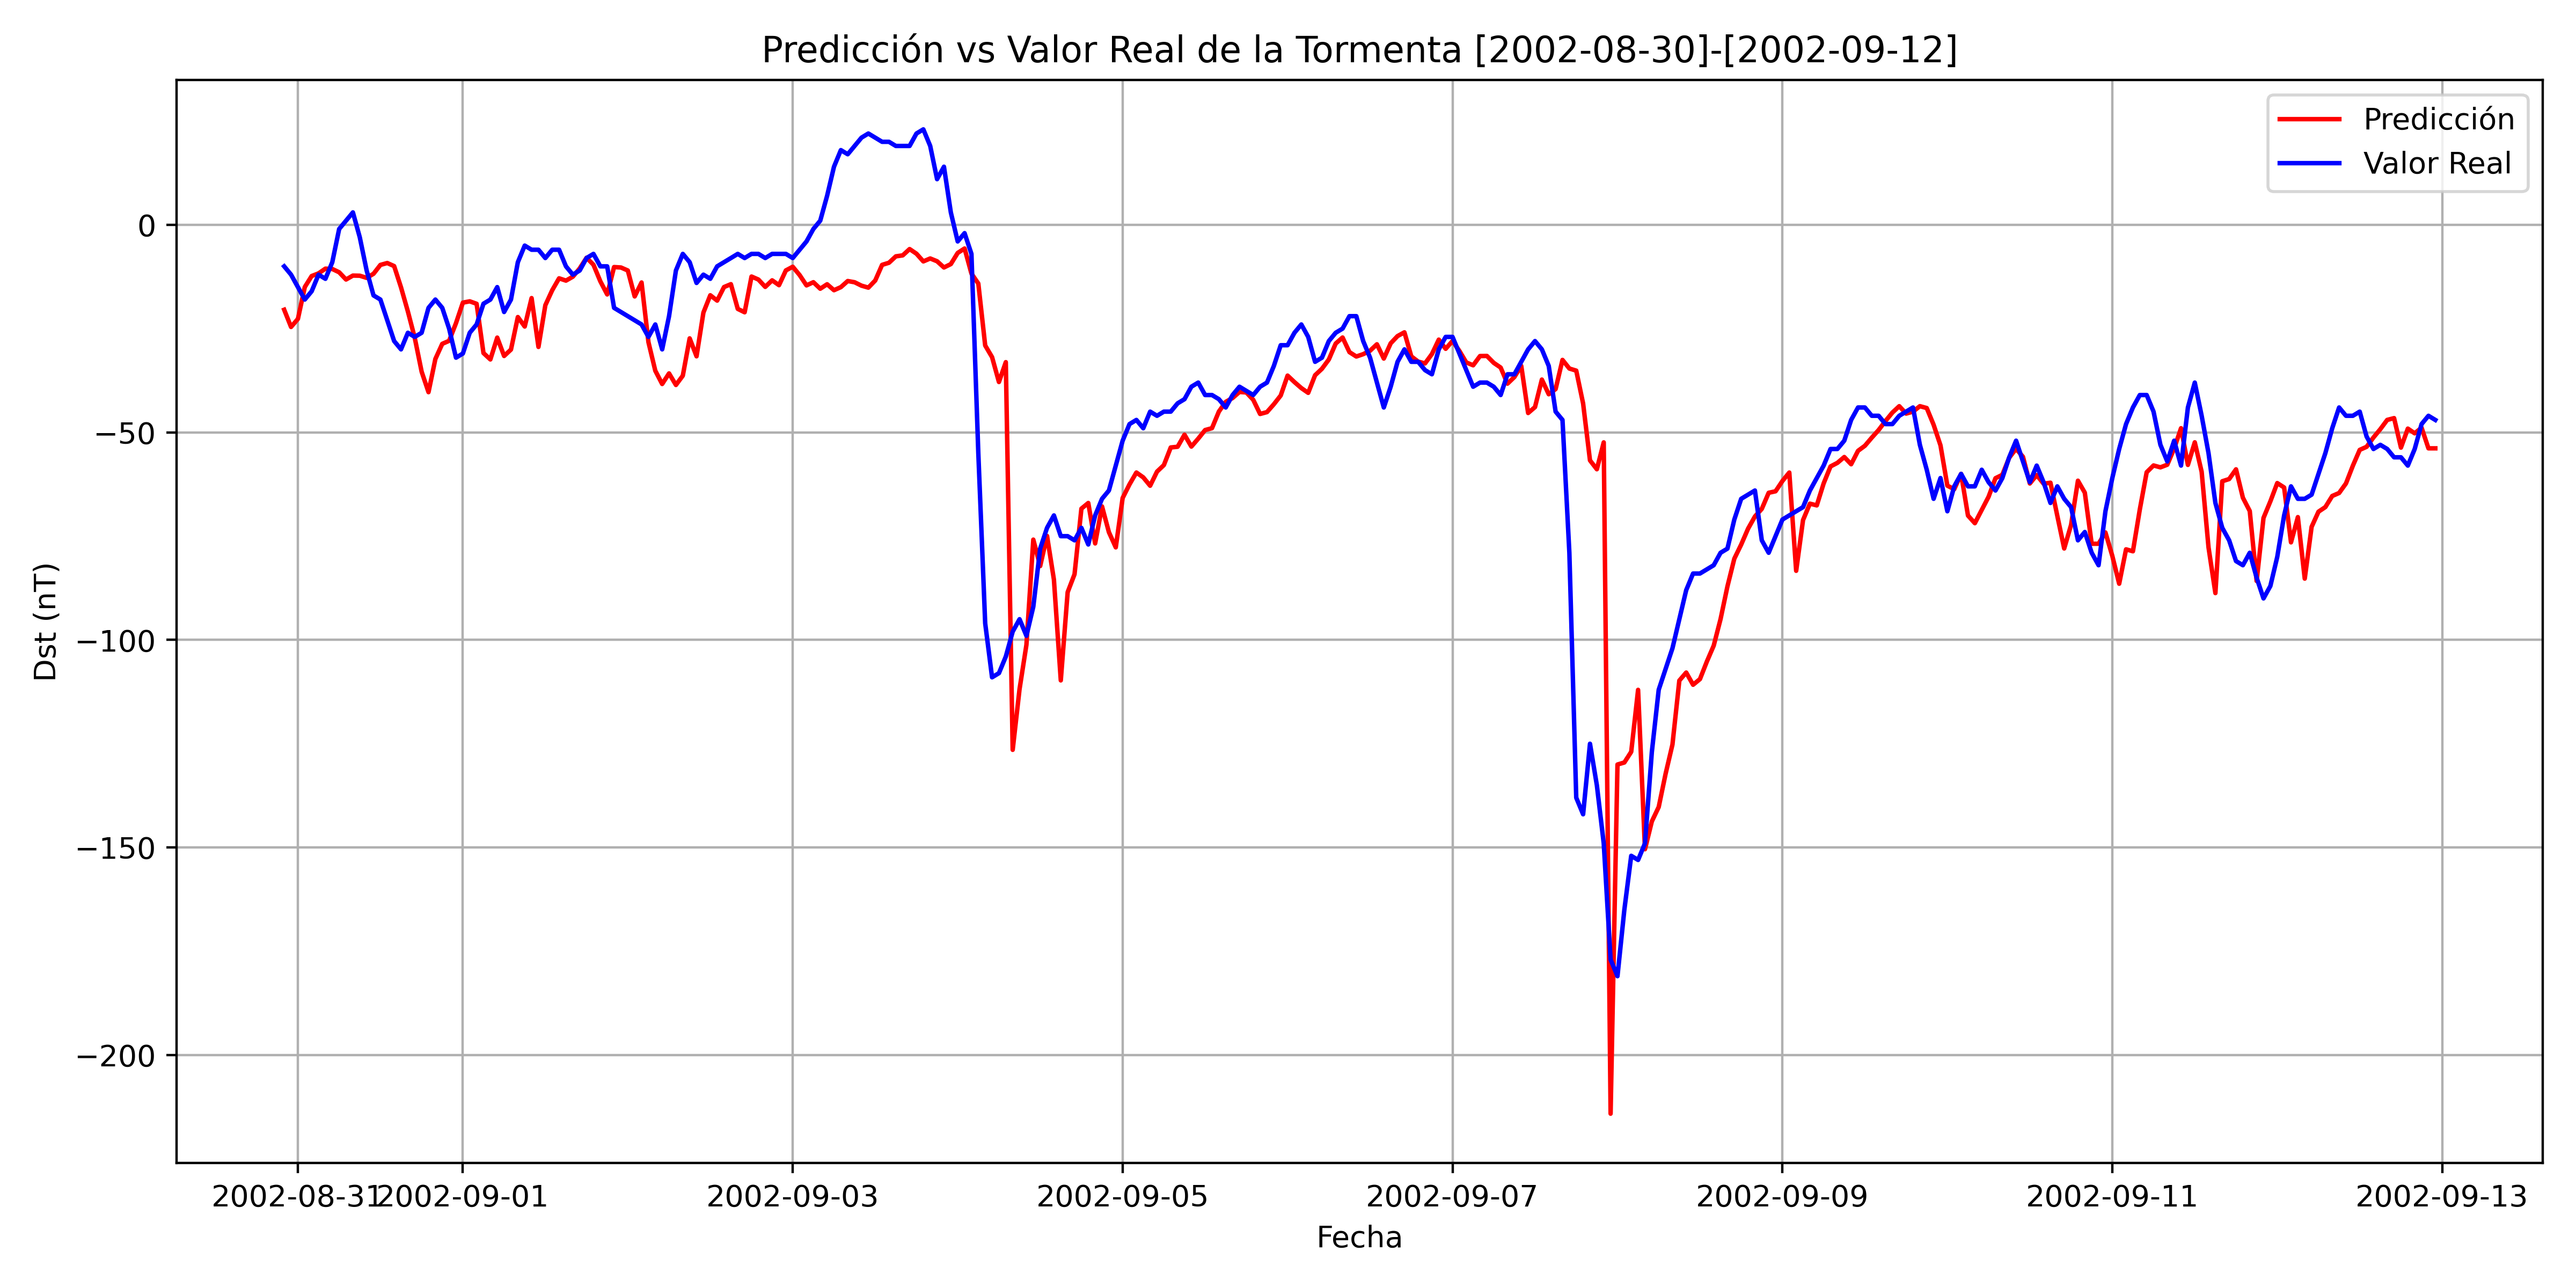 Predicción vs Valor Real de la Tormenta [2002-08-30]-[2002-09-12]
Predicción
Valor Real
0
−50
−100
−150
−200
Dst (nT)
2002-08-31 2002-09-01 2002-09-03 2002-09-05 2002-09-07 2002-09-09 2002-09-11 2002-09-13
Fecha